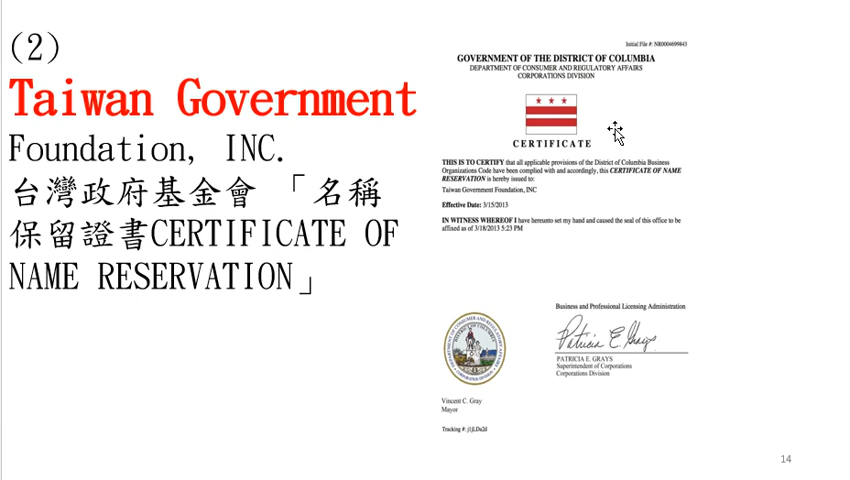 (2)
Taiwan Government
Foundation, INC.
台灣政府基金會 「名稱
保留證書CERTIFICATE OF
NAME RESERVATION」
Initial File #: NR0004699843
GOVERNMENT OF THE DISTRICT OF COLUMBIA
DEPARTMENT OF CONSUMER AND REGULATORY AFFAIRS
CORPORATIONS DIVISION
CERTIFICATE
THIS IS TO CERTIFY that all applicable provisions of the District of Columbia Business
Organizations Code have been complied with and accordingly, this CERTIFICATE OF NAME
RESERVATION is hereby issued to:
Taiwan Government Foundation, INC
Effective Date: 3/15/2013
IN WITNESS WHEREOF I have hereunto set my hand and caused the seal of this office to be
affixed as of 3/18/2013 5:23 PM
Business and Professional Licensing Administration
Patricia E. Grays
PATRICIA E. GRAYS
Superintendent of Corporations
Corporations Division
Vincent C. Gray
Mayor
Tracking #:
14